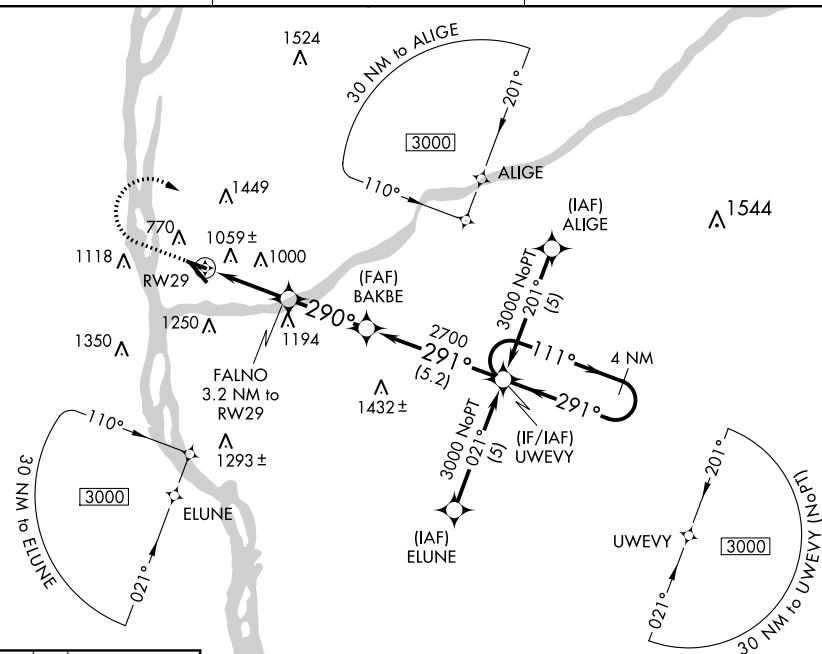 1524
30 NM to ALIGE
201°
3000
110°
ALIGE
1449
770
1059±
1000
1118
RW29
(IAF)
ALIGE
1544
(FAF)
BAKBE
3000 NoPT
201°
(5)
290°
2700
291°
(5.2)
111°
4 NM
291°
1250
1194
1350
FALNO
3.2 NM to
RW29
1432±
(IF/IAF)
UWEVY
3000 NoPT
021°
(5)
(IAF)
ELUNE
110°
1293±
3000
ELUNE
021°
30 NM to ELUNE
201°
UWEVY
3000
021°
30 NM to UWEVY (NoPT)